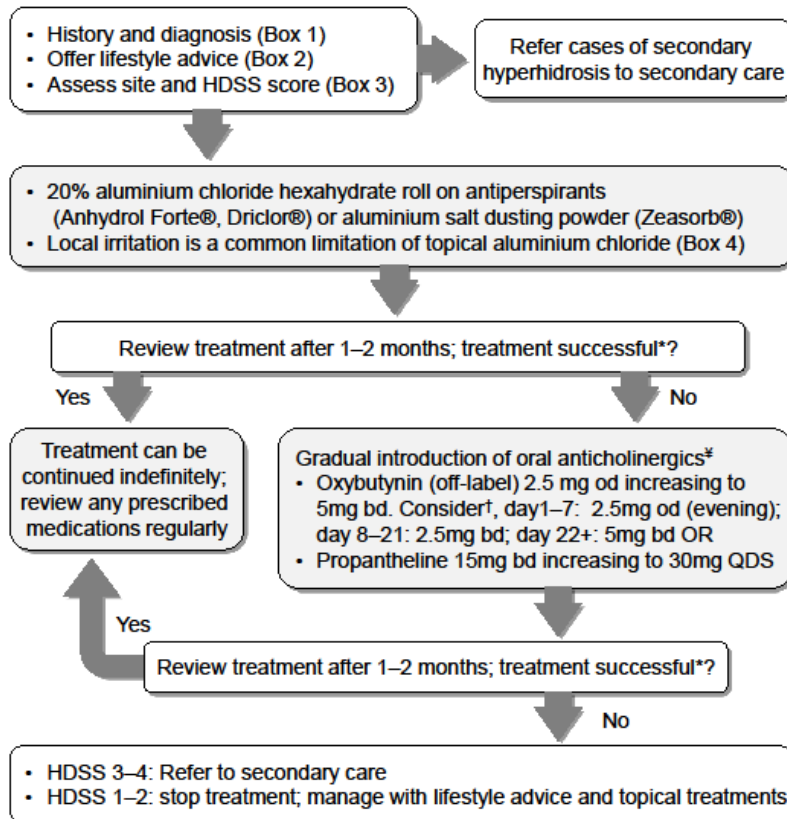 • History and diagnosis (Box 1)
• Offer lifestyle advice (Box 2)
• Assess site and HDSS score (Box 3)
Refer cases of secondary
hyperhidrosis to secondary care
• 20% aluminium chloride hexahydrate roll on antiperspirants
(Anhydrol Forte®, Driclor®) or aluminium salt dusting powder (Zeasorb®)
• Local irritation is a common limitation of topical aluminium chloride (Box 4)
Review treatment after 1–2 months; treatment successful*?
Yes
No
Treatment can be
continued indefinitely;
review any prescribed
medications regularly
Gradual introduction of oral anticholinergics¥
• Oxybutynin (off-label) 2.5 mg od increasing to
5mg bd. Consider†, day1–7: 2.5mg od (evening);
day 8–21: 2.5mg bd; day 22+: 5mg bd OR
• Propantheline 15mg bd increasing to 30mg QDS
Yes
Review treatment after 1–2 months; treatment successful*?
No
• HDSS 3–4: Refer to secondary care
• HDSS 1–2: stop treatment; manage with lifestyle advice and topical treatments